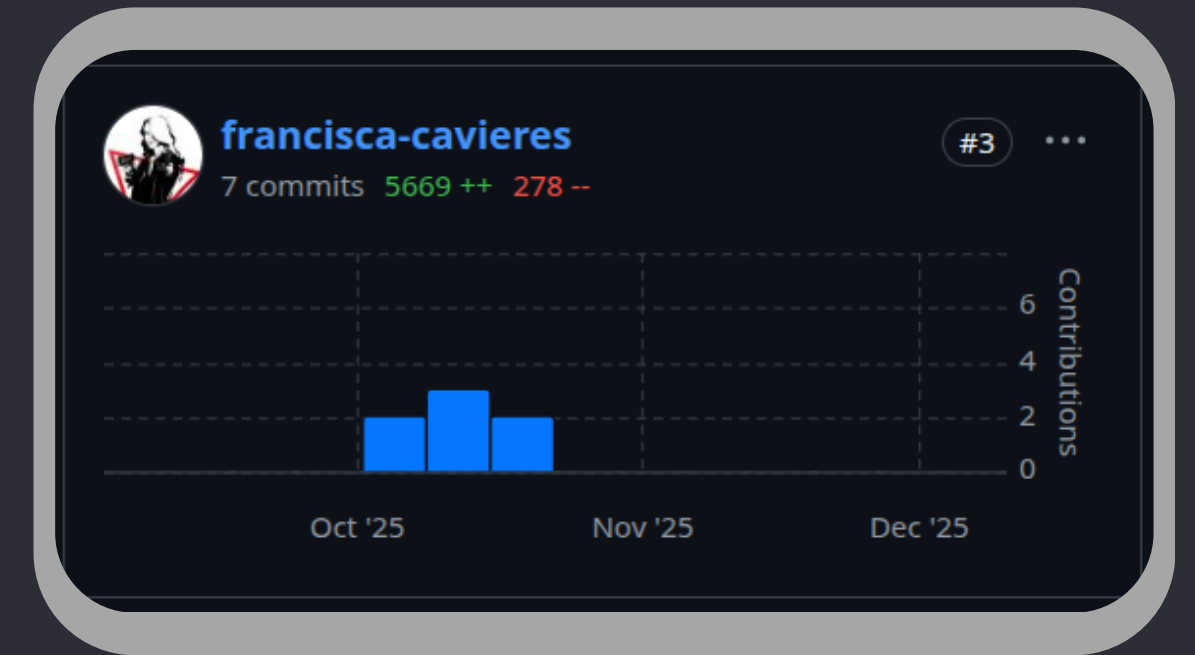 francisca-cavieres
#3
7 commits 5669 ++ 278 --
6
4
2
0
Contributions
Oct '25 Nov '25 Dec '25